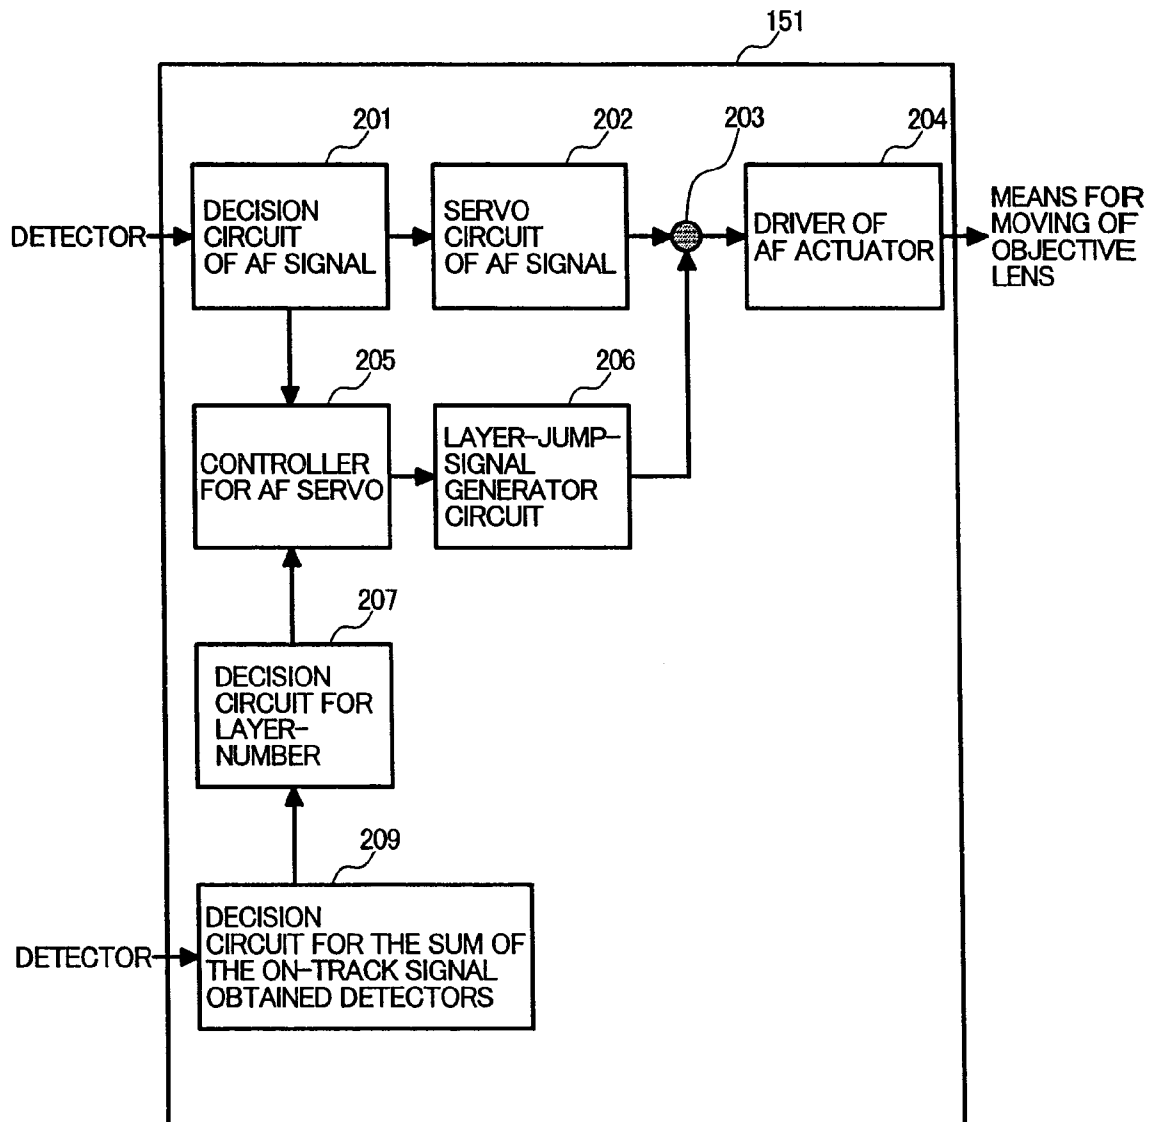 151
201
202
203
204
DETECTOR
DECISION
CIRCUIT
OF AF SIGNAL
SERVO
CIRCUIT
OF AF SIGNAL
DRIVER OF
AF ACTUATOR
MEANS FOR
MOVING OF
OBJECTIVE
LENS
205
206
CONTROLLER
FOR AF SERVO
LAYER-JUMP-
SIGNAL
GENERATOR
CIRCUIT
207
DECISION
CIRCUIT FOR
LAYER-
NUMBER
209
DETECTOR
DECISION
CIRCUIT FOR THE SUM OF
THE ON-TRACK SIGNAL
OBTAINED DETECTORS